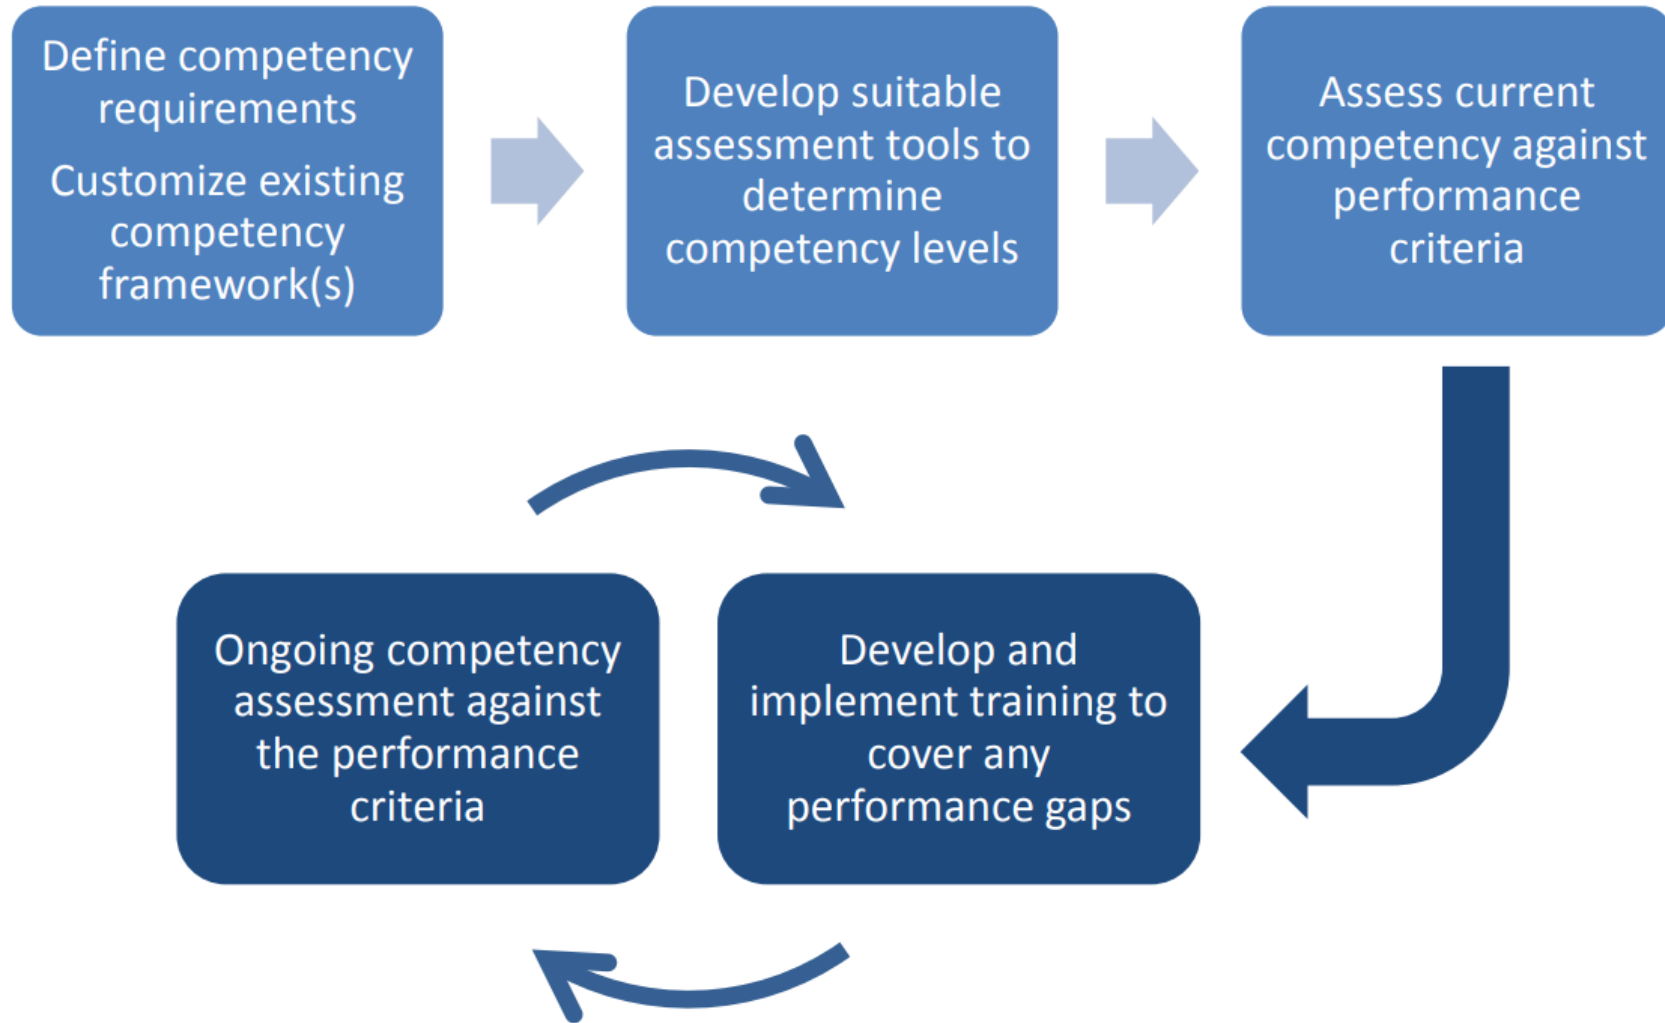 Define competency
requirements
Customize existing
competency
framework(s)
Develop suitable
assessment tools to
determine
competency levels
Assess current
competency against
performance
criteria
Ongoing competency
assessment against
the performance
criteria
Develop and
implement training to
cover any
performance gaps